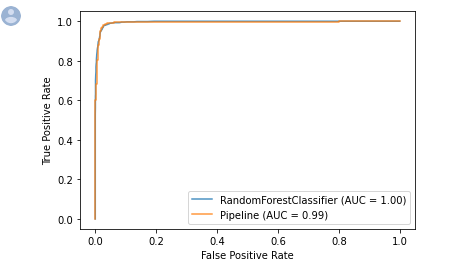 1.0
0.8
0.6
0.4
0.2
0.0
True Positive Rate
RandomForestClassifier (AUC = 1.00)
Pipeline (AUC = 0.99)
0.0 0.2 0.4 0.6 0.8 1.0
False Positive Rate